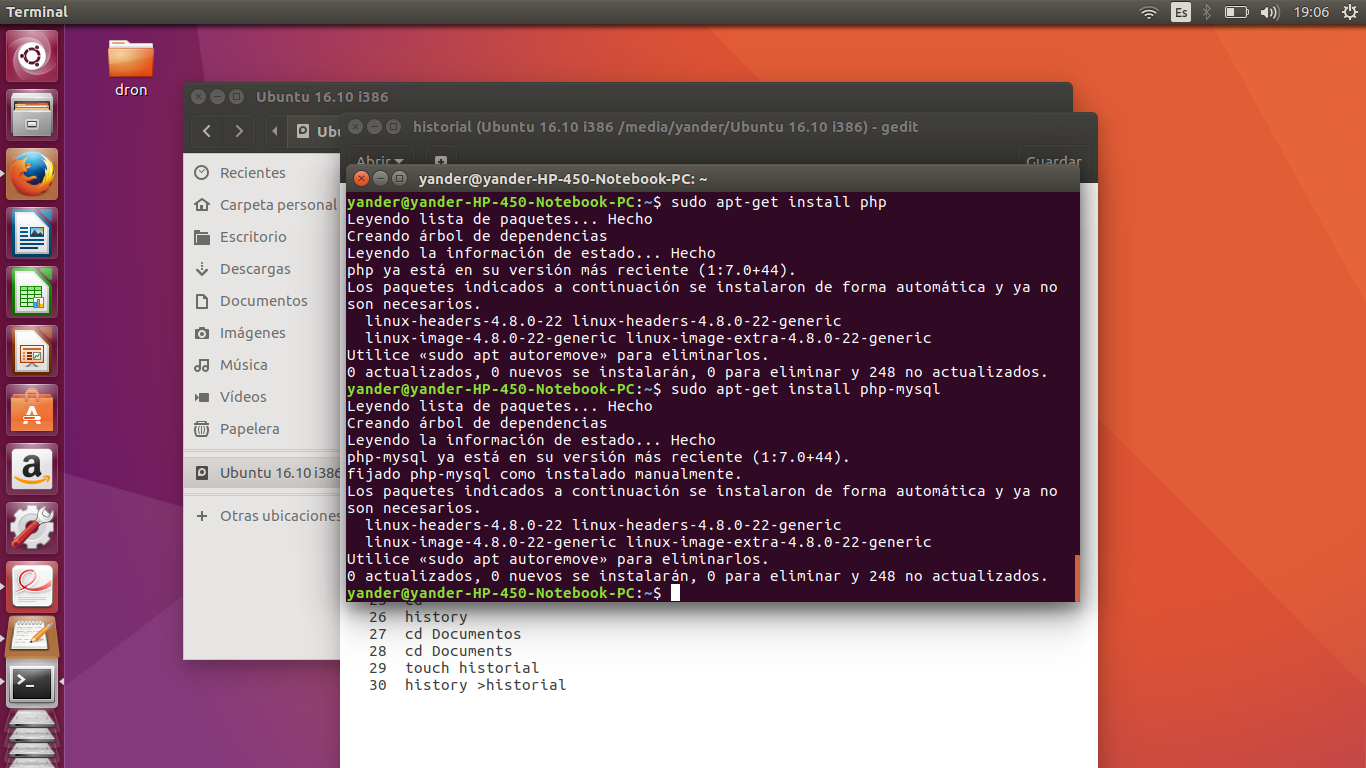 Terminal
Es
19:06
dron
Ubuntu 16.10 i386
Ubu
Recientes
Carpeta personal
Escritorio
Descargas
Documentos
Imágenes
Música
Vídeos
Papelera
Ubuntu 16.10 i386
Otras ubicaciones
historial (Ubuntu 16.10 i386 /media/yander/Ubuntu 16.10 i386) - gedit
Abrir
Guardar
yander@yander-HP-450-Notebook-PC: ~
yander@yander-HP-450-Notebook-PC:~$ sudo apt-get install php
Leyendo lista de paquetes... Hecho
Creando árbol de dependencias
Leyendo la información de estado... Hecho
php ya está en su versión más reciente (1:7.0+44).
Los paquetes indicados a continuación se instalaron de forma automática y ya no
son necesarios.
  linux-headers-4.8.0-22 linux-headers-4.8.0-22-generic
  linux-image-4.8.0-22-generic linux-image-extra-4.8.0-22-generic
Utilice «sudo apt autoremove» para eliminarlos.
0 actualizados, 0 nuevos se instalarán, 0 para eliminar y 248 no actualizados.
yander@yander-HP-450-Notebook-PC:~$ sudo apt-get install php-mysql
Leyendo lista de paquetes... Hecho
Creando árbol de dependencias
Leyendo la información de estado... Hecho
php-mysql ya está en su versión más reciente (1:7.0+44).
fijado php-mysql como instalado manualmente.
Los paquetes indicados a continuación se instalaron de forma automática y ya no
son necesarios.
  linux-headers-4.8.0-22 linux-headers-4.8.0-22-generic
  linux-image-4.8.0-22-generic linux-image-extra-4.8.0-22-generic
Utilice «sudo apt autoremove» para eliminarlos.
0 actualizados, 0 nuevos se instalarán, 0 para eliminar y 248 no actualizados.
yander@yander-HP-450-Notebook-PC:~$
25 cd
26 history
27 cd Documentos
28 cd Documents
29 touch historial
30 history >historial